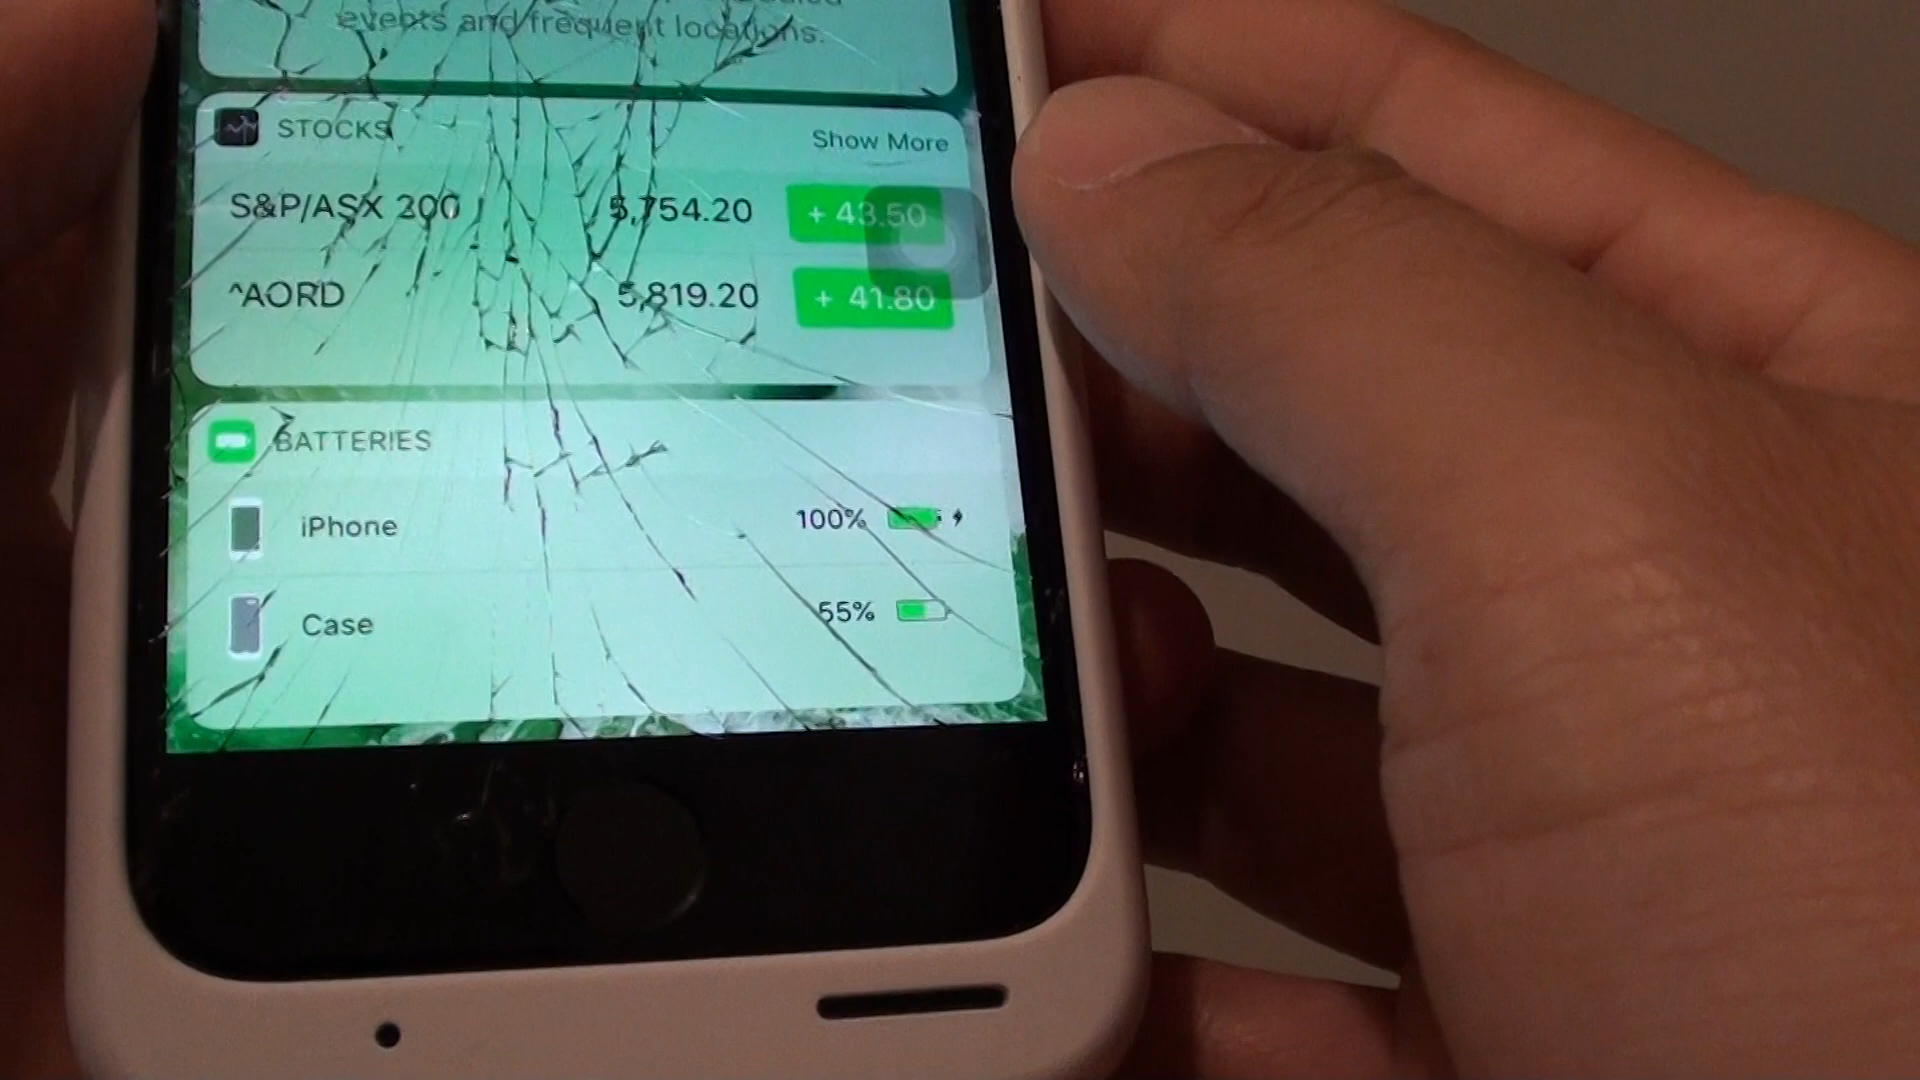 events and frequent locations.
STOCKS
Show More
S&P/ASX 200 5,754.20 + 43.50
^AORD 5,819.20 + 41.80
BATTERIES
iPhone 100%
Case 55%